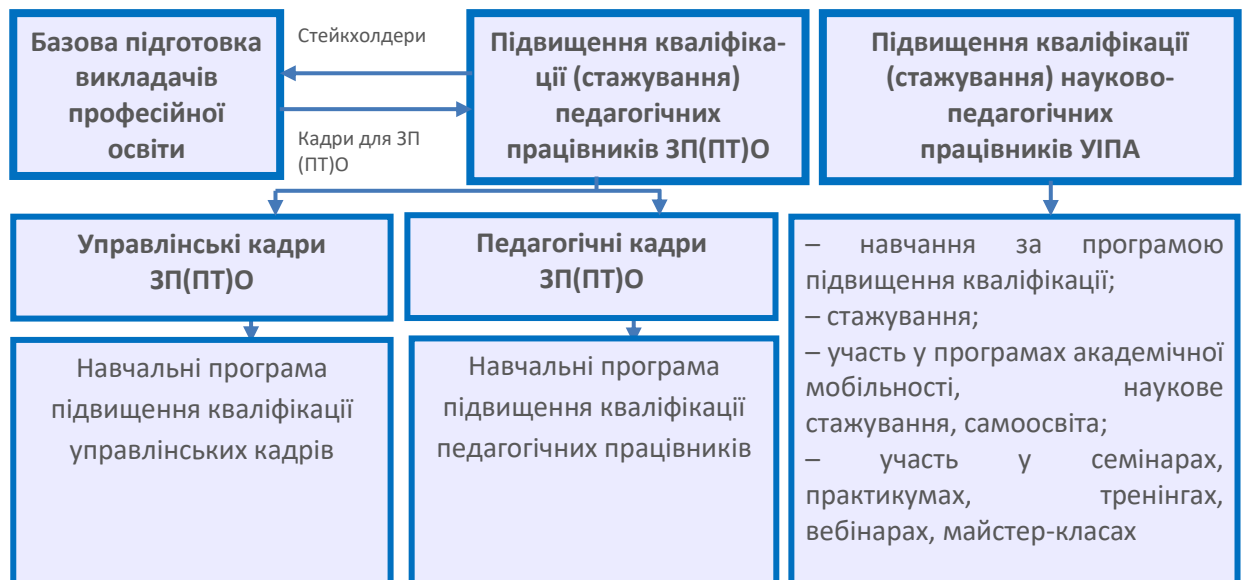 Базова підготовка
викладачів
професійної
освіти
Стейкхолдери
Кадри для ЗП
(ПТ)О
Підвищення кваліфіка-
ції (стажування)
педагогічних
працівників ЗП(ПТ)О
Підвищення кваліфікації
(стажування) науково-
педагогічних
працівників УІПА
Управлінські кадри
ЗП(ПТ)О
Педагогічні кадри
ЗП(ПТ)О
– навчання за програмою
підвищення кваліфікації;
– стажування;
– участь у програмах академічної
мобільності, наукове
стажування, самоосвіта;
– участь у семінарах,
практикумах, тренінгах,
вебінарах, майстер-класах
Навчальні програма
підвищення кваліфікації
управлінських кадрів
Навчальні програма
підвищення кваліфікації
педагогічних працівників